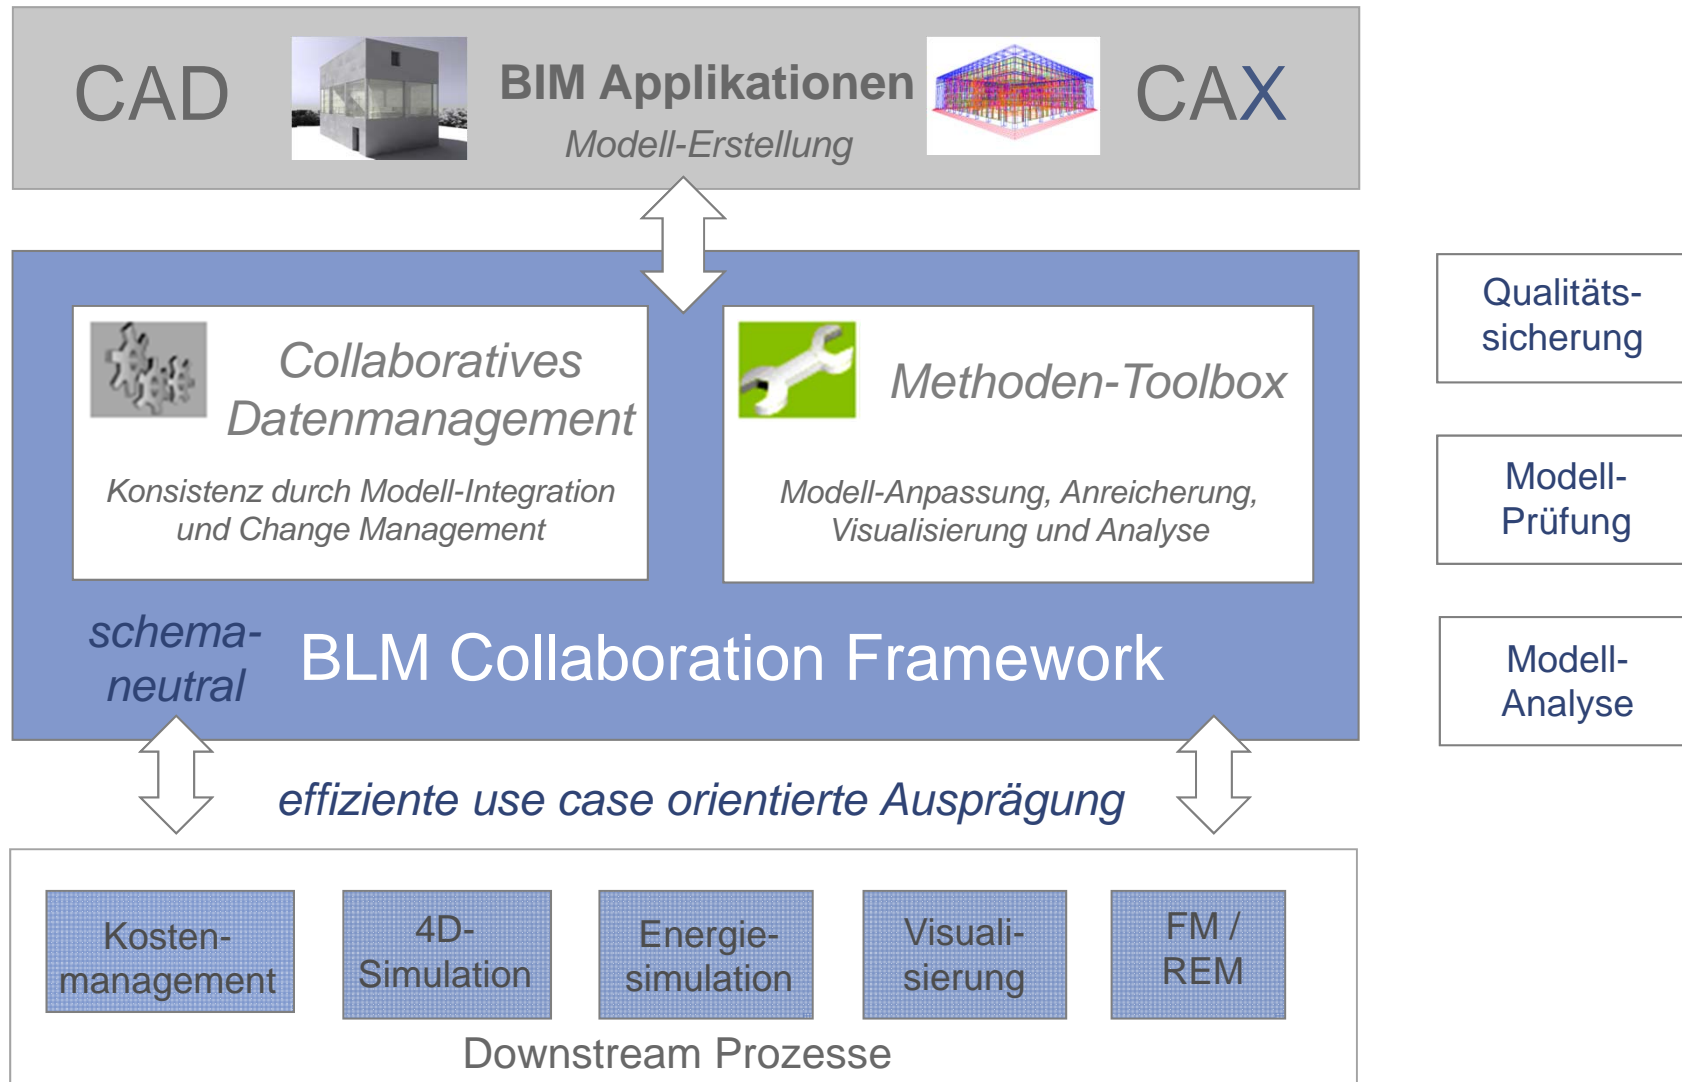 CAD
BIM Applikationen
Modell-Erstellung
CAX
Collaboratives
Datenmanagement
Konsistenz durch Modell-Integration
und Change Management
Methoden-Toolbox
Modell-Anpassung, Anreicherung,
Visualisierung und Analyse
schema-
neutral
BLM Collaboration Framework
Qualitäts-
sicherung
Modell-
Prüfung
Modell-
Analyse
effiziente use case orientierte Ausprägung
Kosten-
management
4D-
Simulation
Energie-
simulation
Visuali-
sierung
FM /
REM
Downstream Prozesse